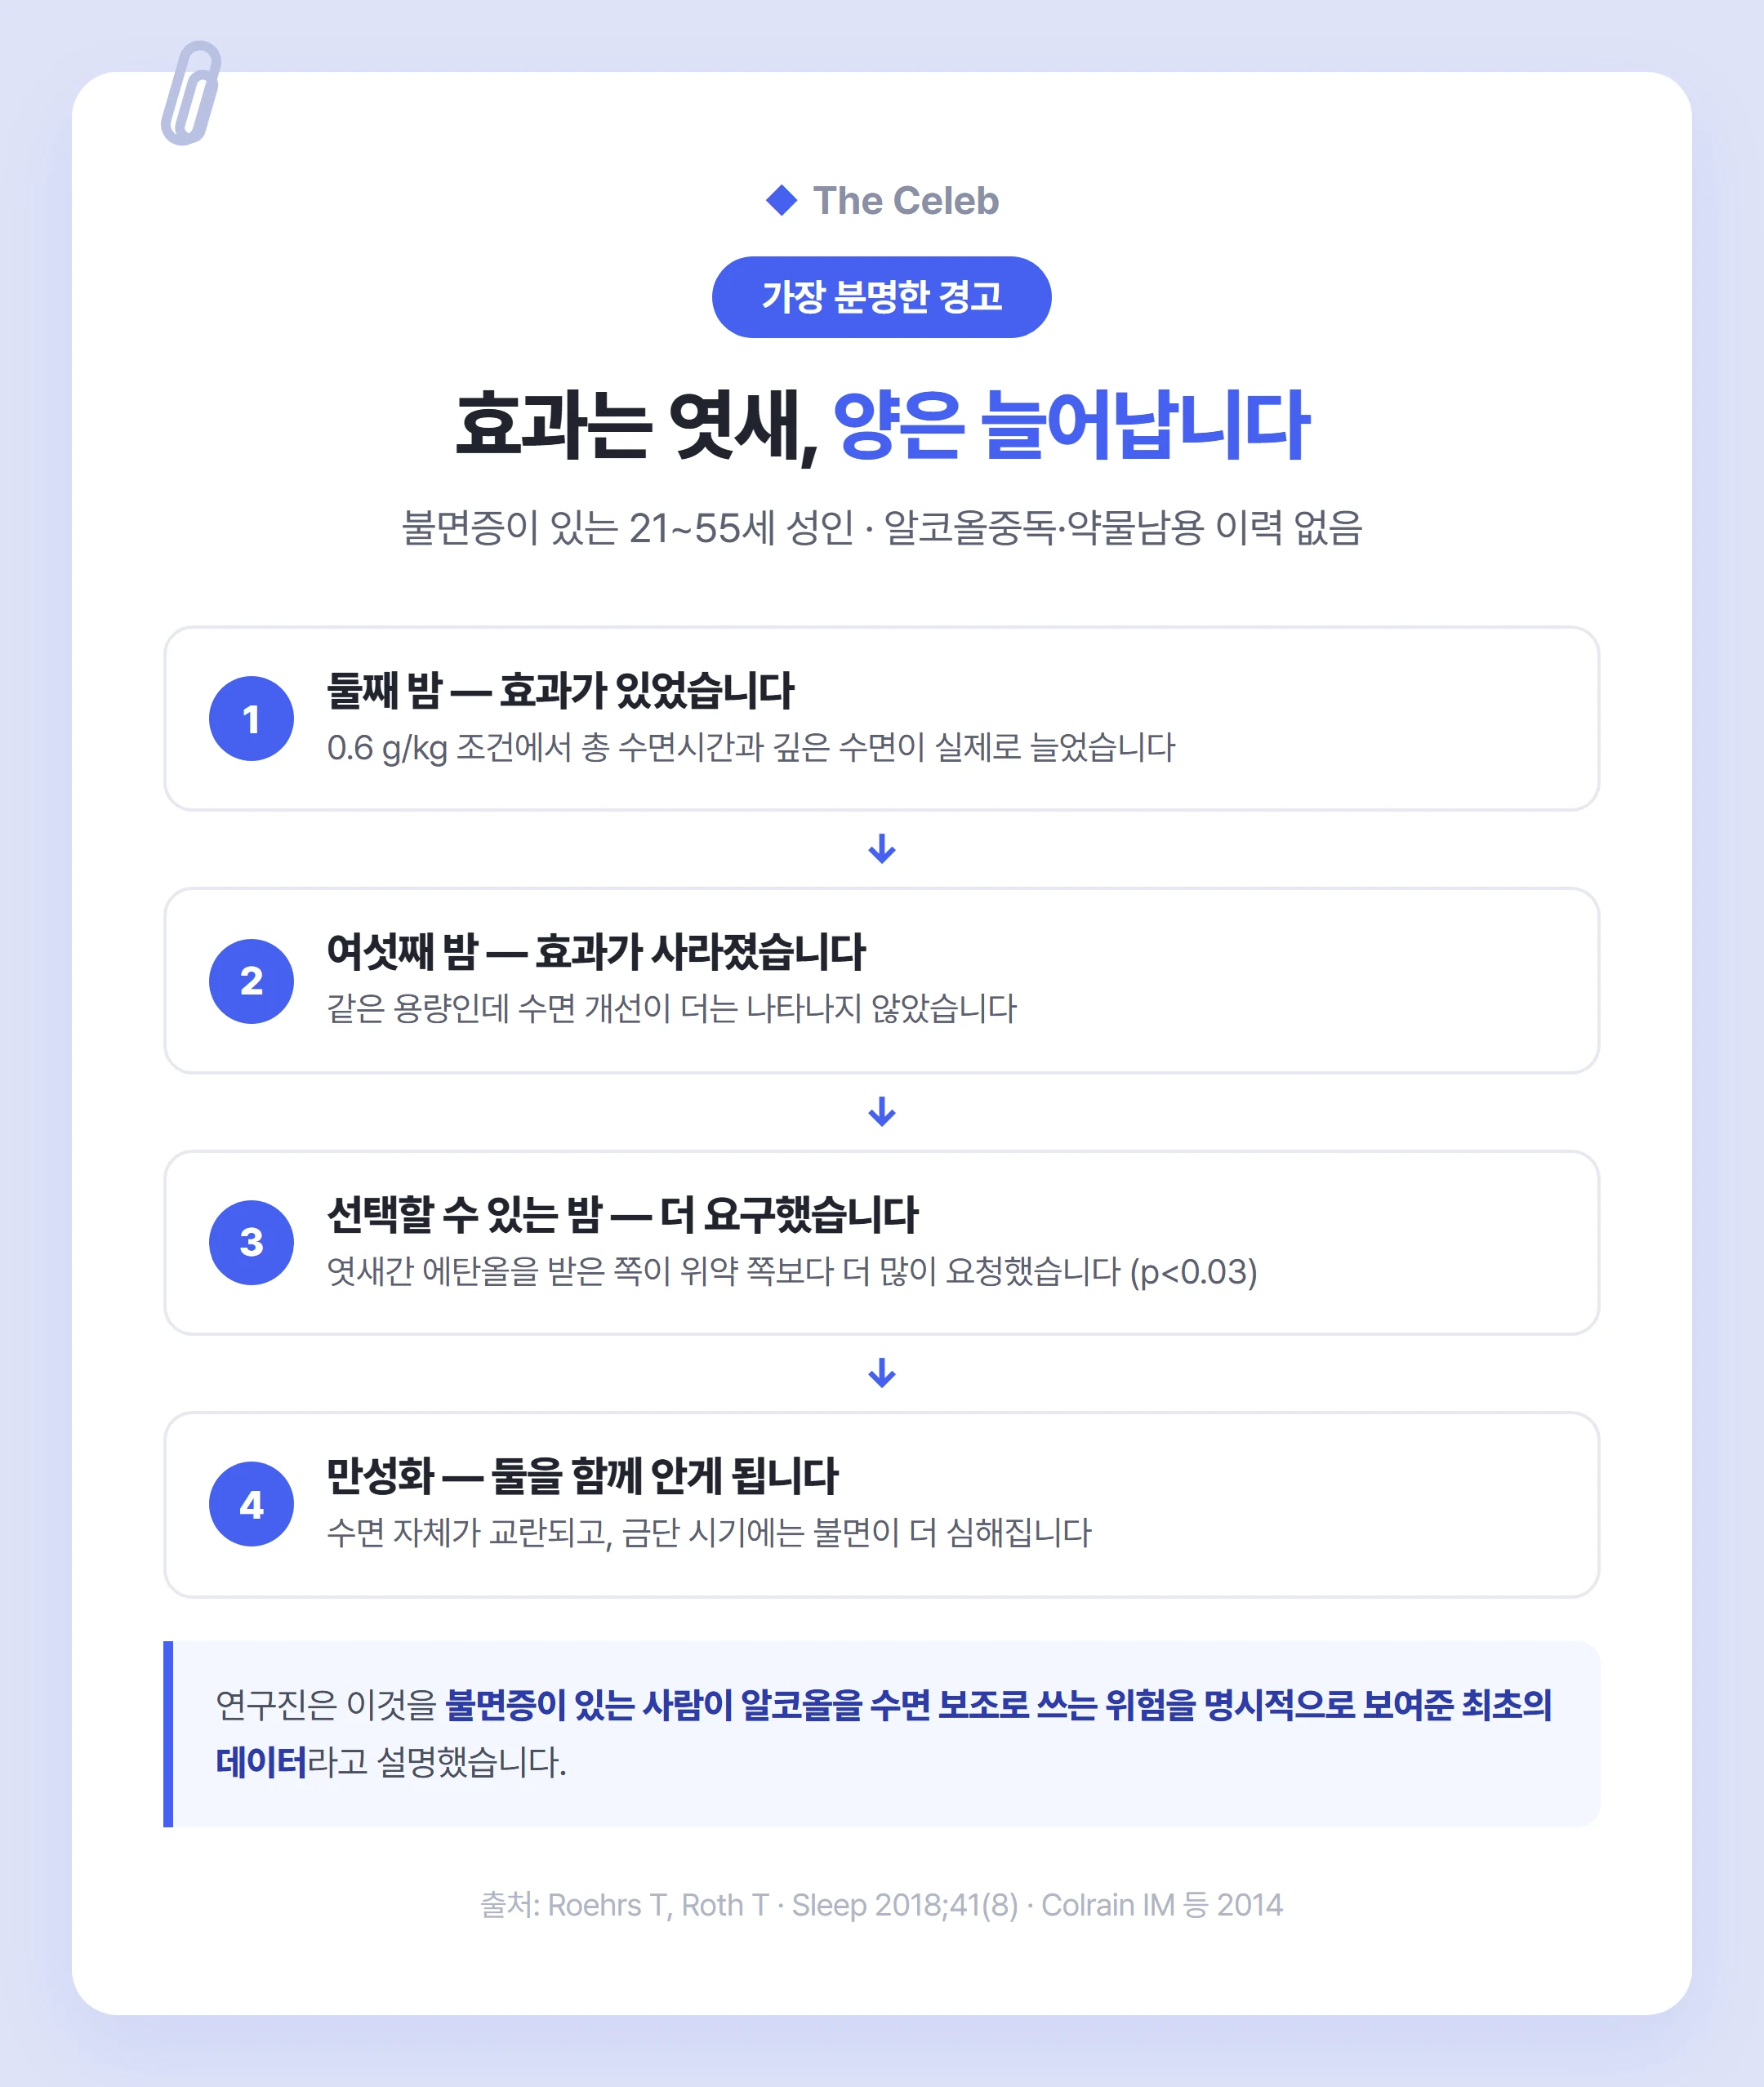 The Celeb
가장 분명한 경고
효과는 엿새, 양은 늘어납니다
불면증이 있는 21~55세 성인 · 알코올중독·약물남용 이력 없음
1
둘째 밤 — 효과가 있었습니다
0.6 g/kg 조건에서 총 수면시간과 깊은 수면이 실제로 늘었습니다
↓
2
여섯째 밤 — 효과가 사라졌습니다
같은 용량인데 수면 개선이 더는 나타나지 않았습니다
↓
3
선택할 수 있는 밤 — 더 요구했습니다
엿새간 에탄올을 받은 쪽이 위약 쪽보다 더 많이 요청했습니다 (p<0.03)
↓
4
만성화 — 둘을 함께 안게 됩니다
수면 자체가 교란되고, 금단 시기에는 불면이 더 심해집니다
연구진은 이것을 불면증이 있는 사람이 알코올을 수면 보조로 쓰는 위험을 명시적으로 보여준 최초의
데이터라고 설명했습니다.
출처: Roehrs T, Roth T · Sleep 2018;41(8) · Colrain IM 등 2014